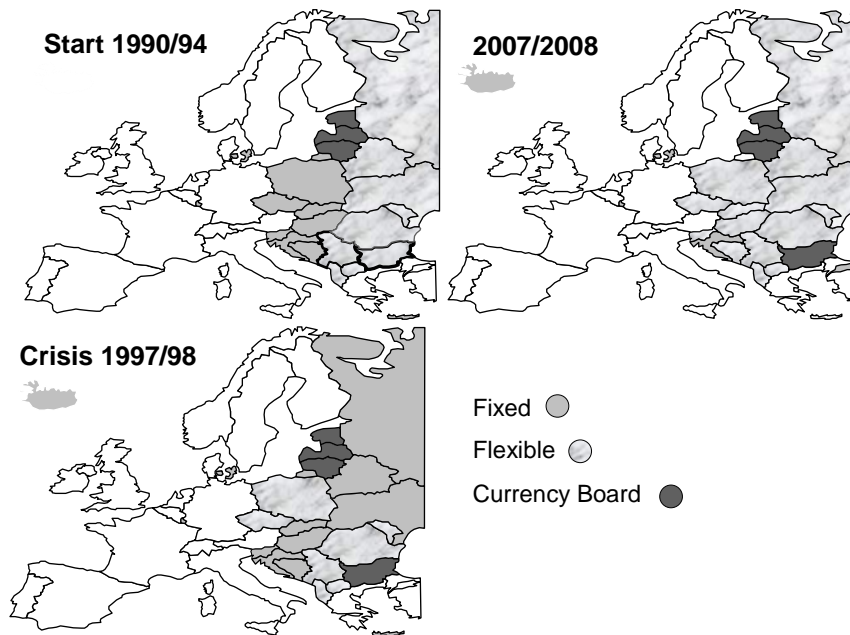 Start 1990/94
2007/2008
Crisis 1997/98
Fixed
Flexible
Currency Board